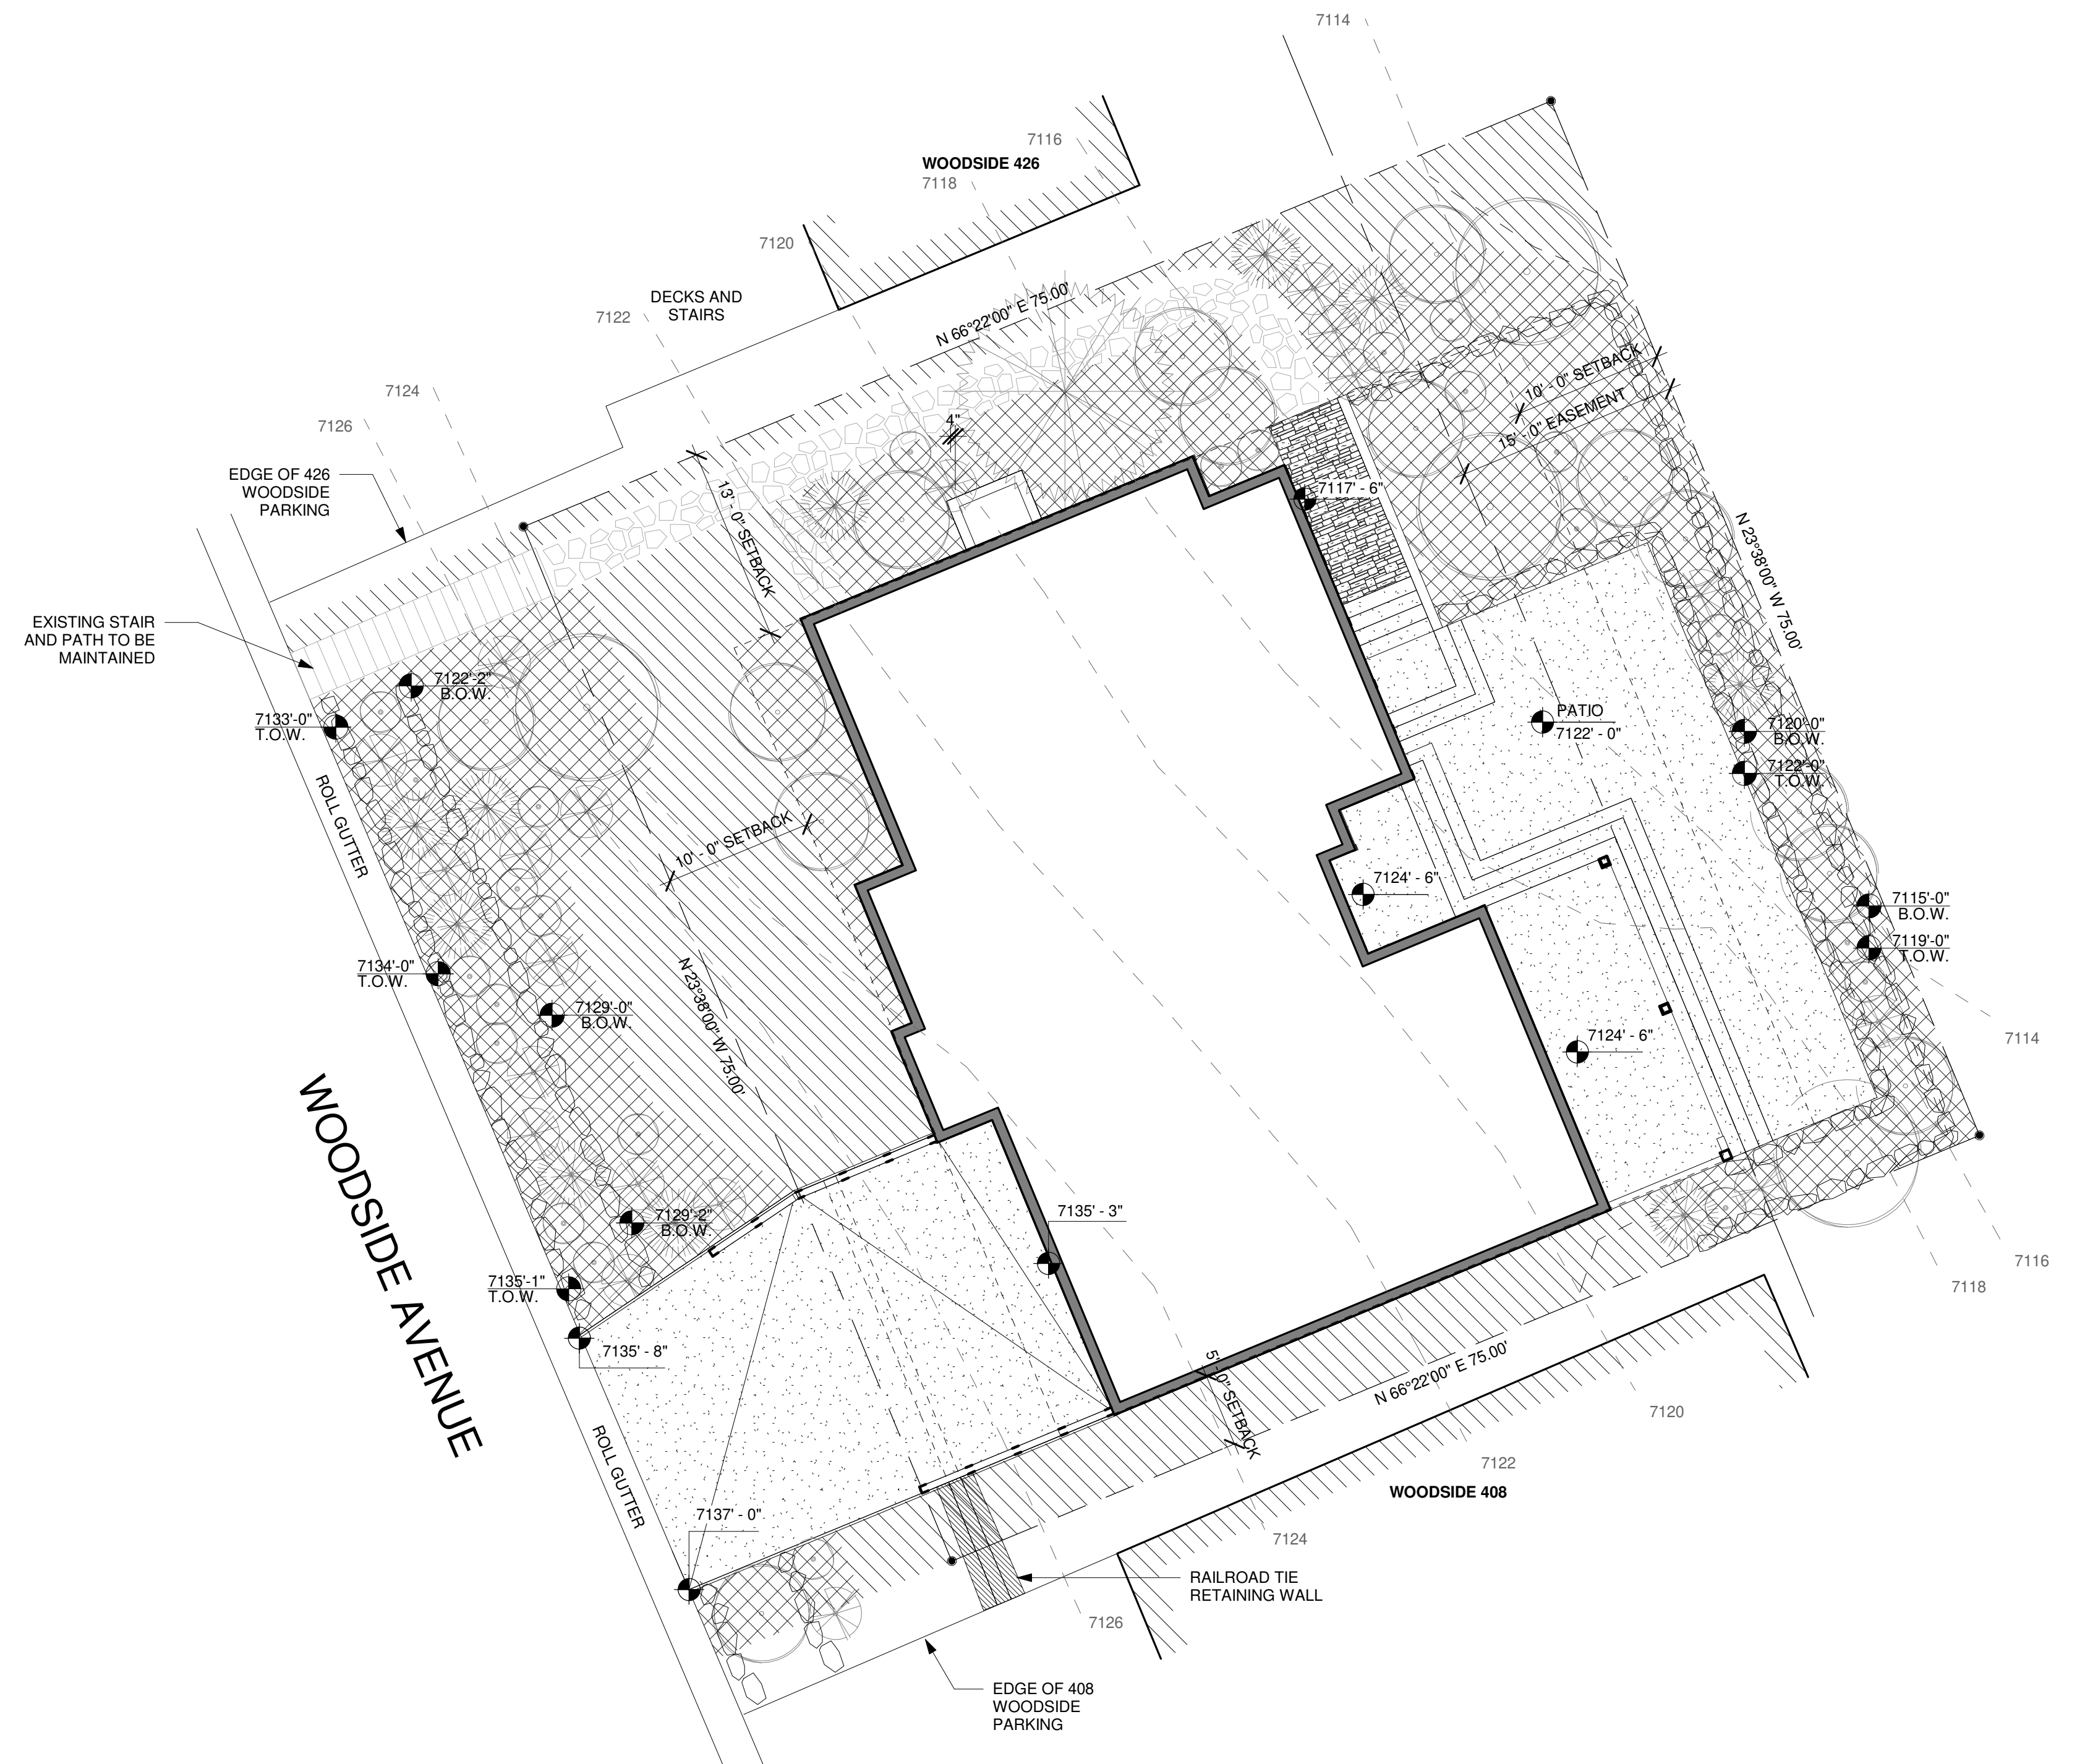 7114
7116
WOODSIDE 426
7118
7120
DECKS AND
STAIRS
7122
N 66°22'00" E 75.00'
7124
7126
10' - 0" SETBACK
15' - 0" EASEMENT
4"
EDGE OF 426
WOODSIDE
PARKING
13' - 0" SETBACK
7117' - 6"
N 23°38'00" W 75.00'
EXISTING STAIR
AND PATH TO BE
MAINTAINED
7122'-2"
B.O.W.
7133'-0"
T.O.W.
PATIO
7122' - 0"
7120'-0"
B.O.W.
7122'-0"
T.O.W.
ROLL GUTTER
10' - 0" SETBACK
7124' - 6"
7115'-0"
B.O.W.
7119'-0"
T.O.W.
7134'-0"
T.O.W.
N 23°38'00" W 75.00'
7129'-0"
B.O.W.
7124' - 6"
7114
WOODSIDE AVENUE
7129'-2"
B.O.W.
7135' - 3"
7116
7118
7135'-1"
T.O.W.
7135' - 8"
5' - 0" SETBACK
N 66°22'00" E 75.00'
7120
ROLL GUTTER
7122
WOODSIDE 408
7137' - 0"
7124
RAILROAD TIE
RETAINING WALL
7126
EDGE OF 408
WOODSIDE
PARKING